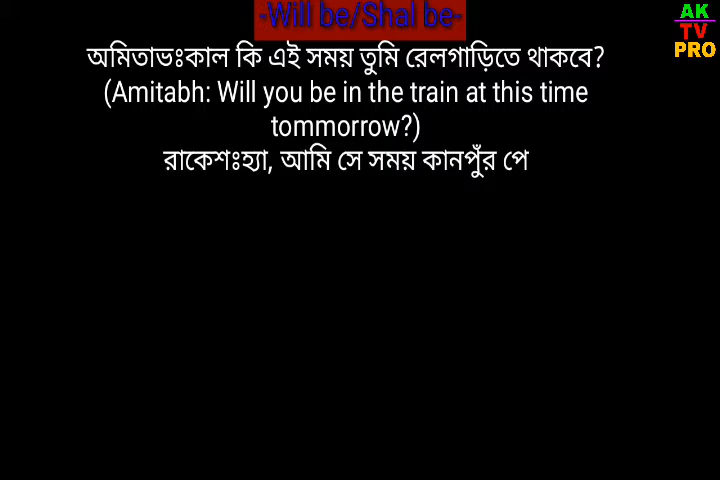 -Will be/Shal be-
AK
TV
PRO
অমিতাভঃকাল কি এই সময় তুমি রেলগাড়িতে থাকবে?
(Amitabh: Will you be in the train at this time
tommorrow?)
রাকেশঃহ্যা, আমি সে সময় কানপুঁর পে